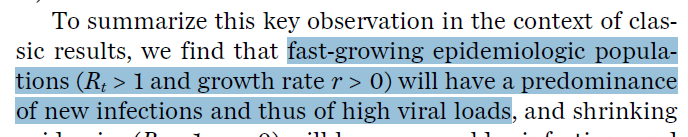 To summarize this key observation in the context of clas-
sic results, we find that fast-growing epidemiologic popula-
tions (Rt > 1 and growth rate r > 0) will have a predominance
of new infections and thus of high viral loads, and shrinking